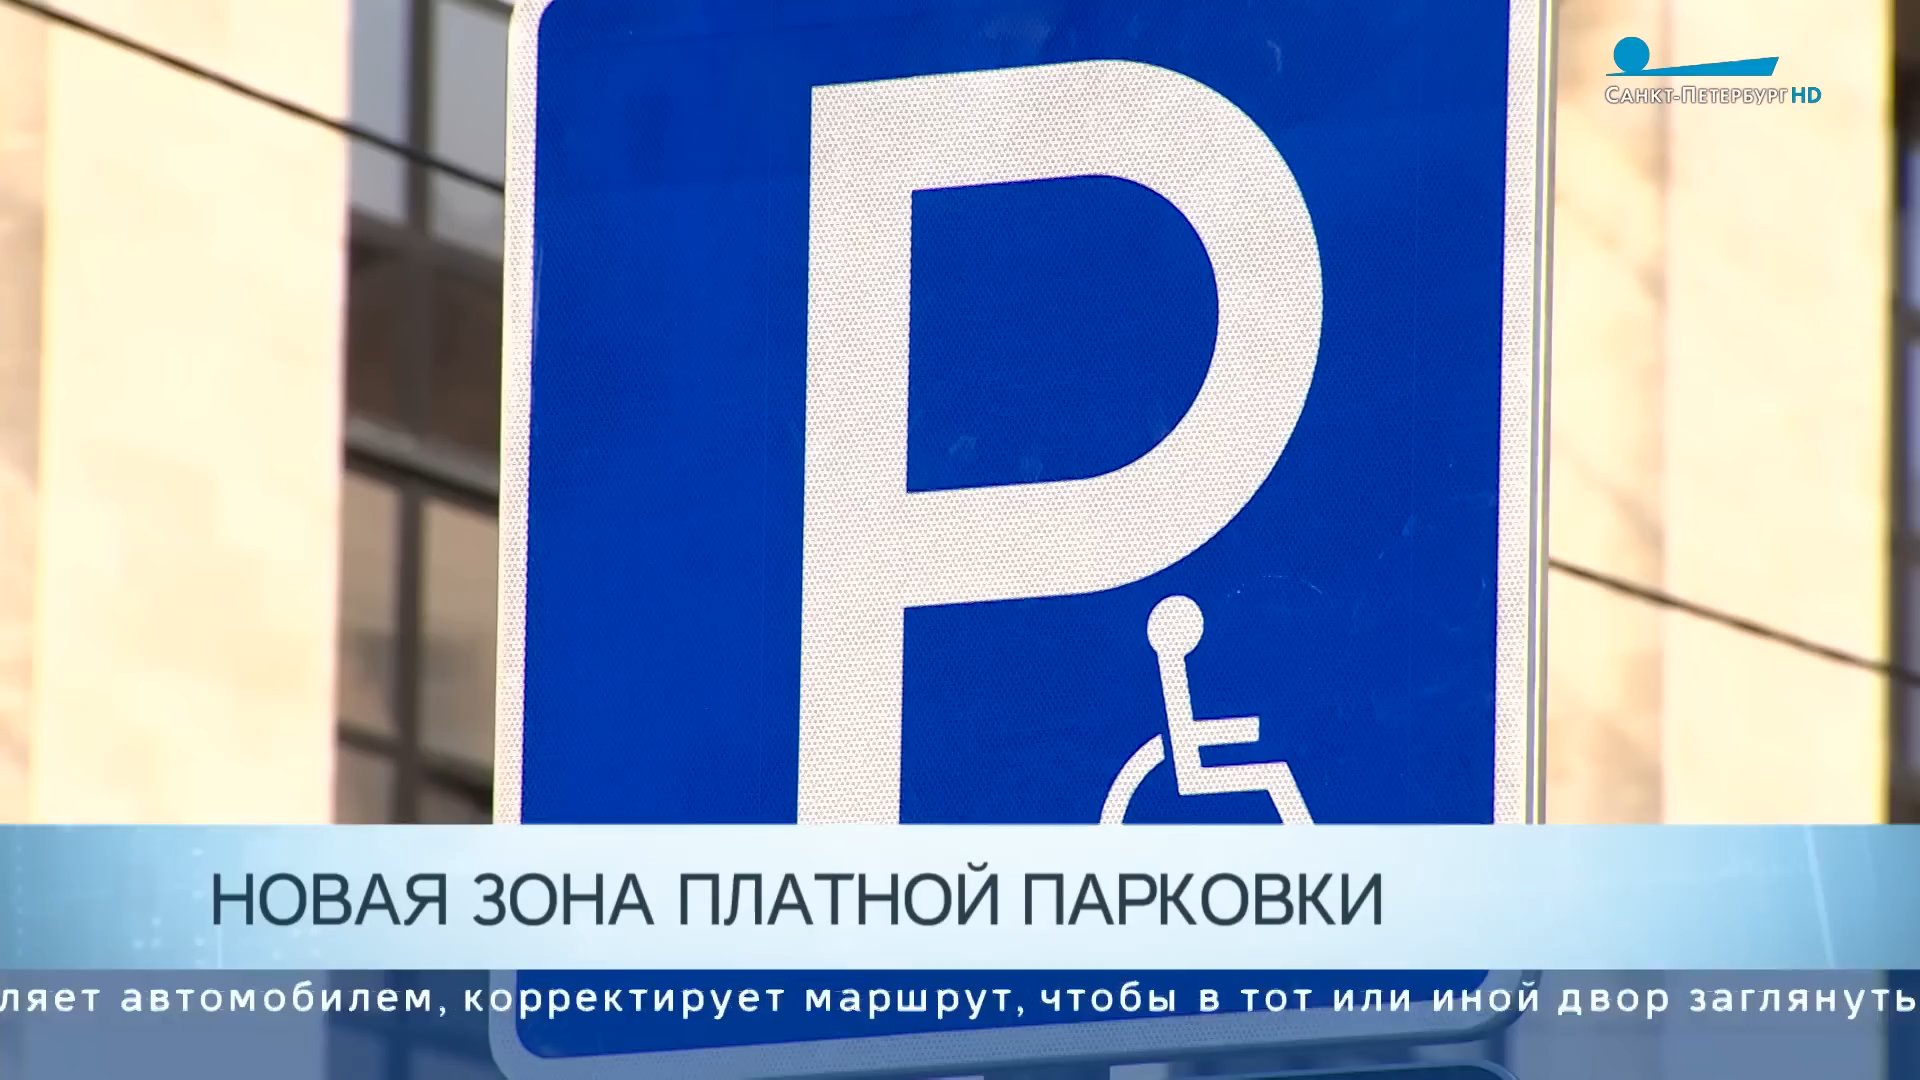 P
САНКТ-ПЕТЕРБУРГ HD
НОВАЯ ЗОНА ПЛАТНОЙ ПАРКОВКИ
ляет автомобилем, корректирует маршрут, чтобы в тот или иной двор заглянуть